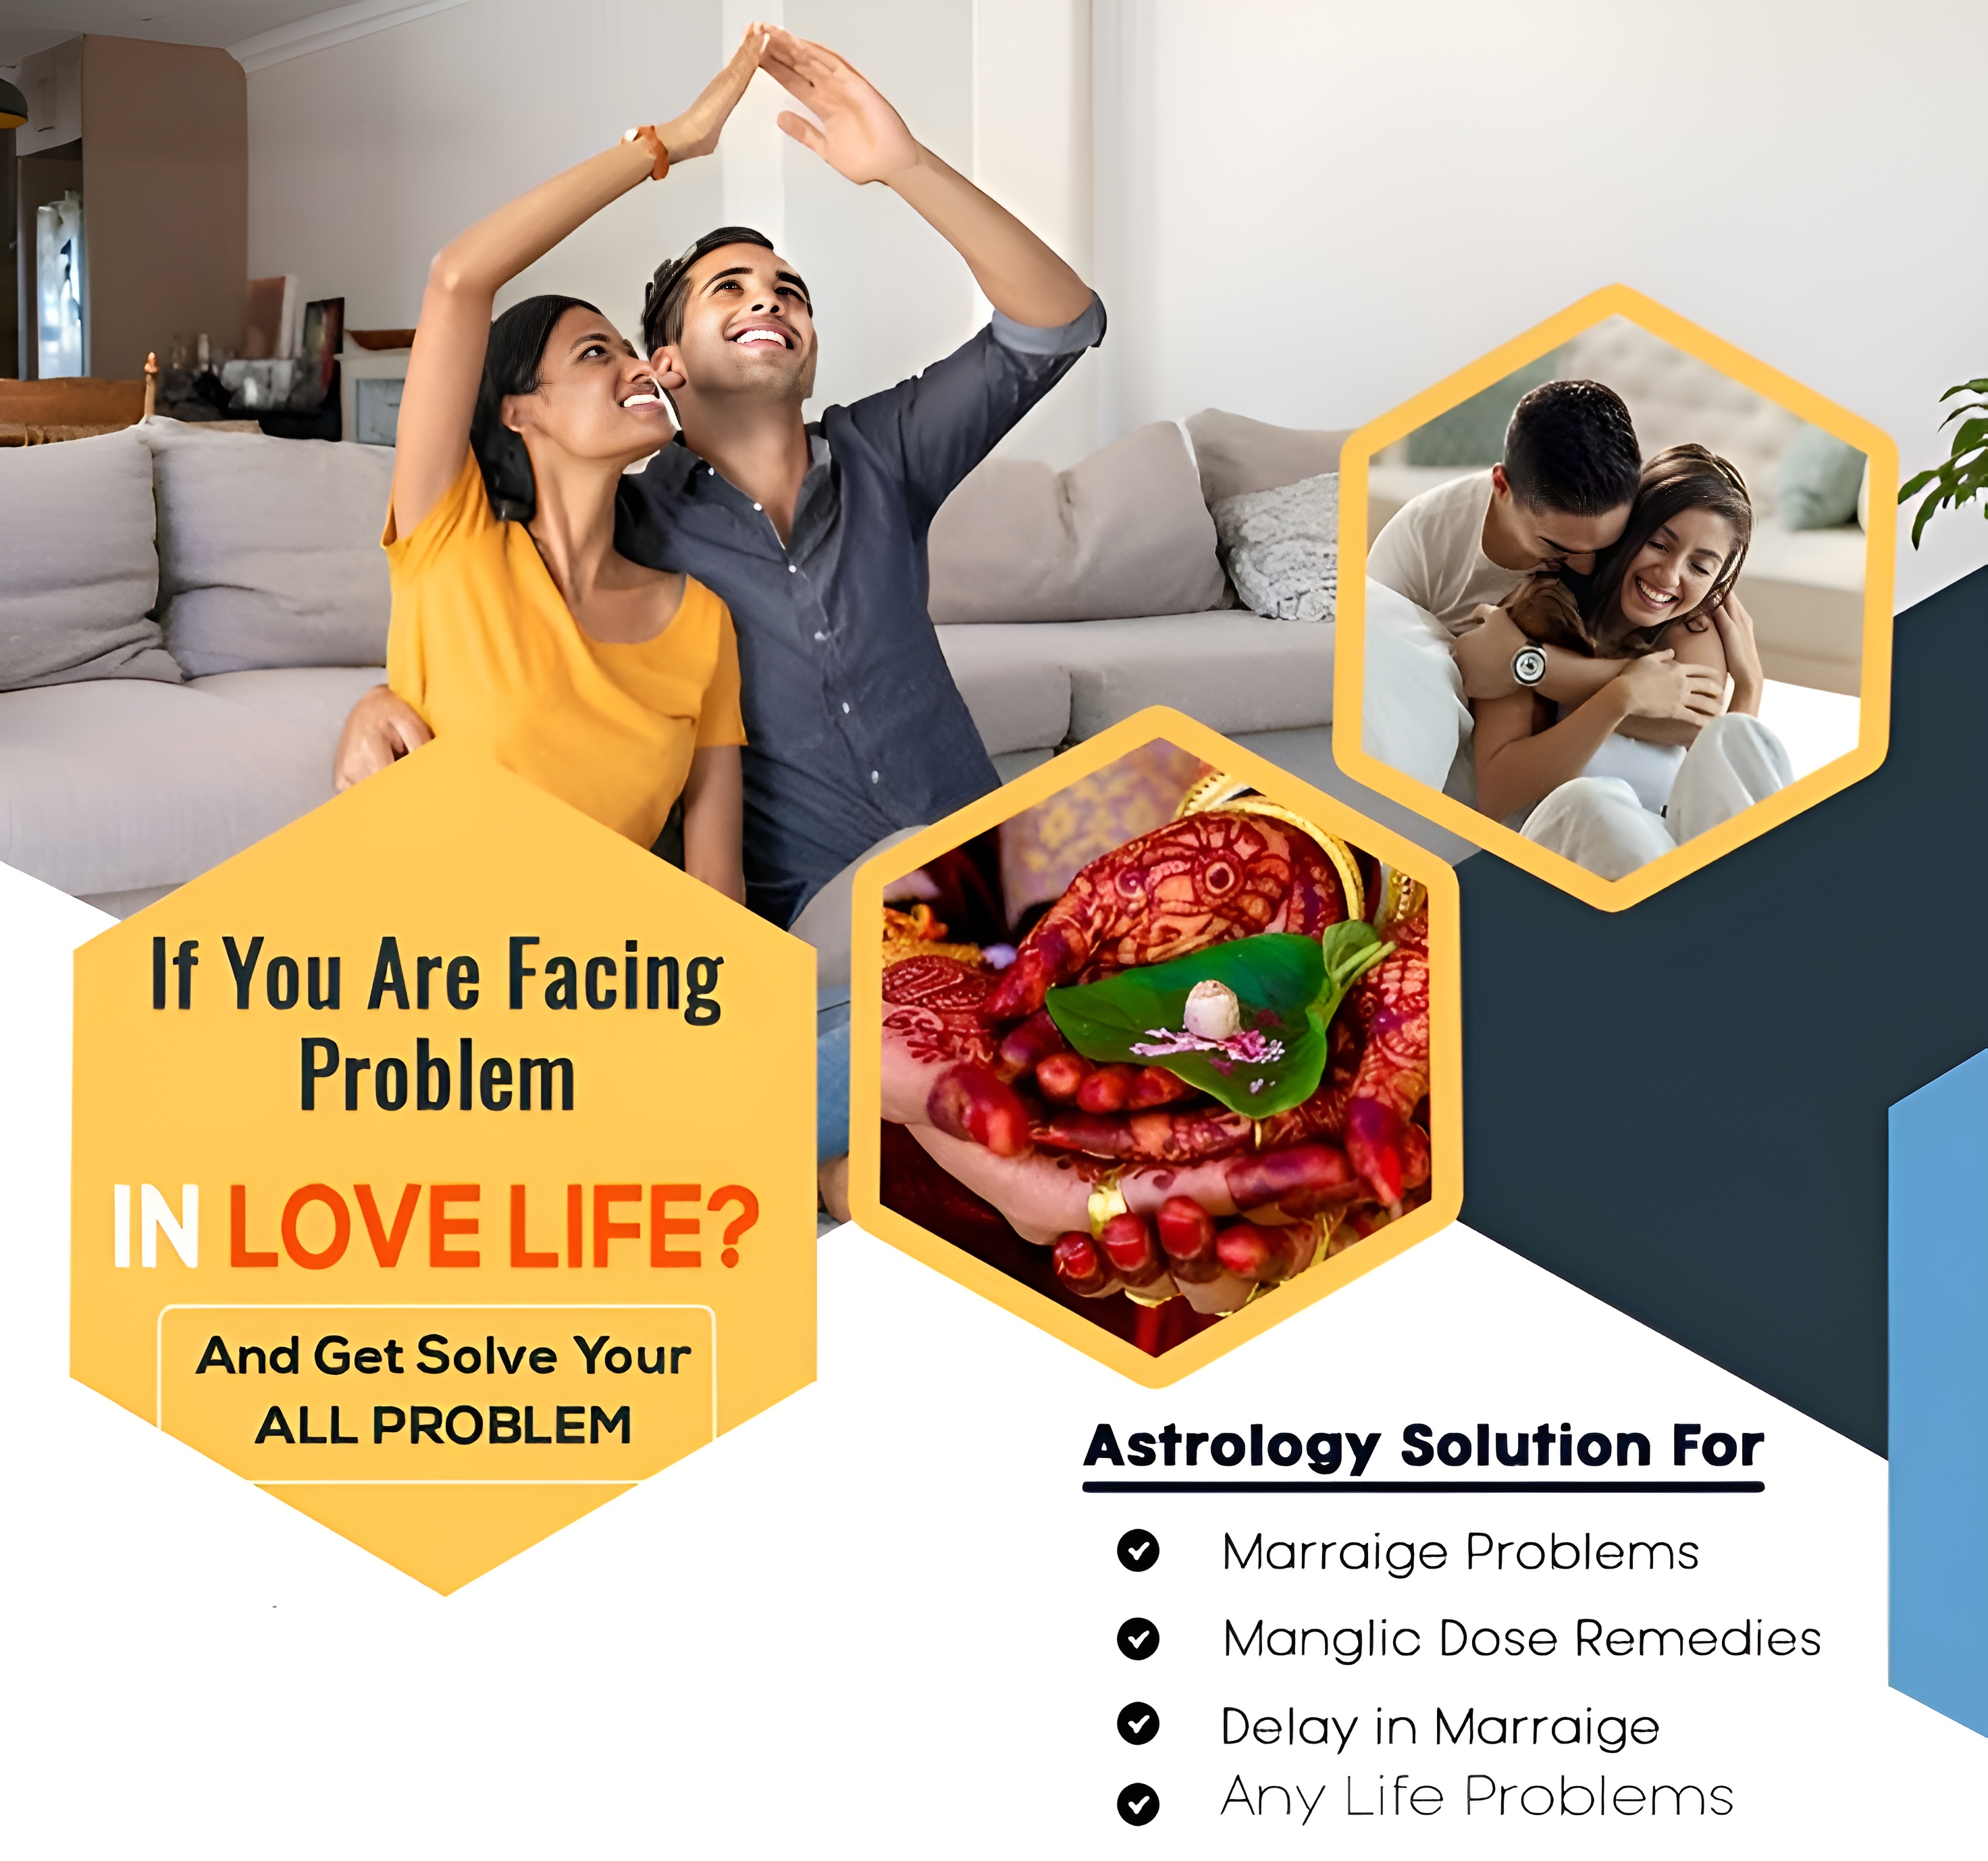 If You Are Facing
Problem
IN LOVE LIFE?
And Get Solve Your
ALL PROBLEM
Astrology Solution For
Marraige Problems
Manglic Dose Remedies
Delay in Marraige
Any Life Problems